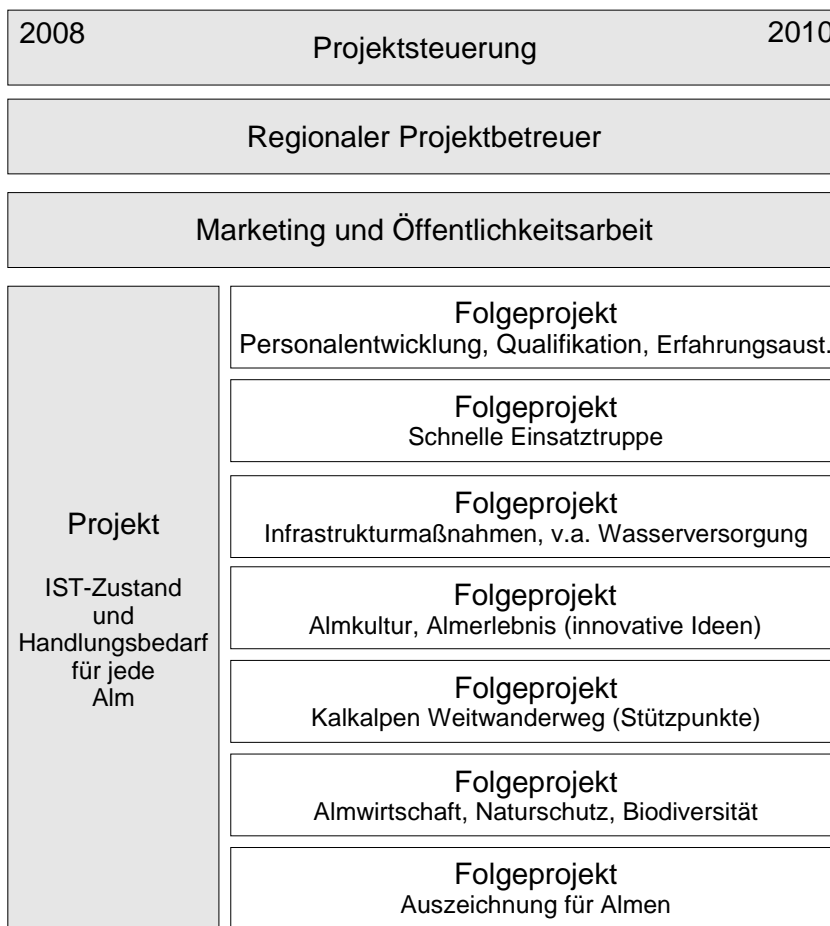 2008 Projektsteuerung 2010
Regionaler Projektbetreuer
Marketing und Öffentlichkeitsarbeit
Projekt
IST-Zustand
und
Handlungsbedarf
für jede
Alm
Folgeprojekt
Personalentwicklung, Qualifikation, Erfahrungsaust.
Folgeprojekt
Schnelle Einsatztruppe
Folgeprojekt
Infrastrukturmaßnahmen, v.a. Wasserversorgung
Folgeprojekt
Almkultur, Almerlebnis (innovative Ideen)
Folgeprojekt
Kalkalpen Weitwanderweg (Stützpunkte)
Folgeprojekt
Almwirtschaft, Naturschutz, Biodiversität
Folgeprojekt
Auszeichnung für Almen